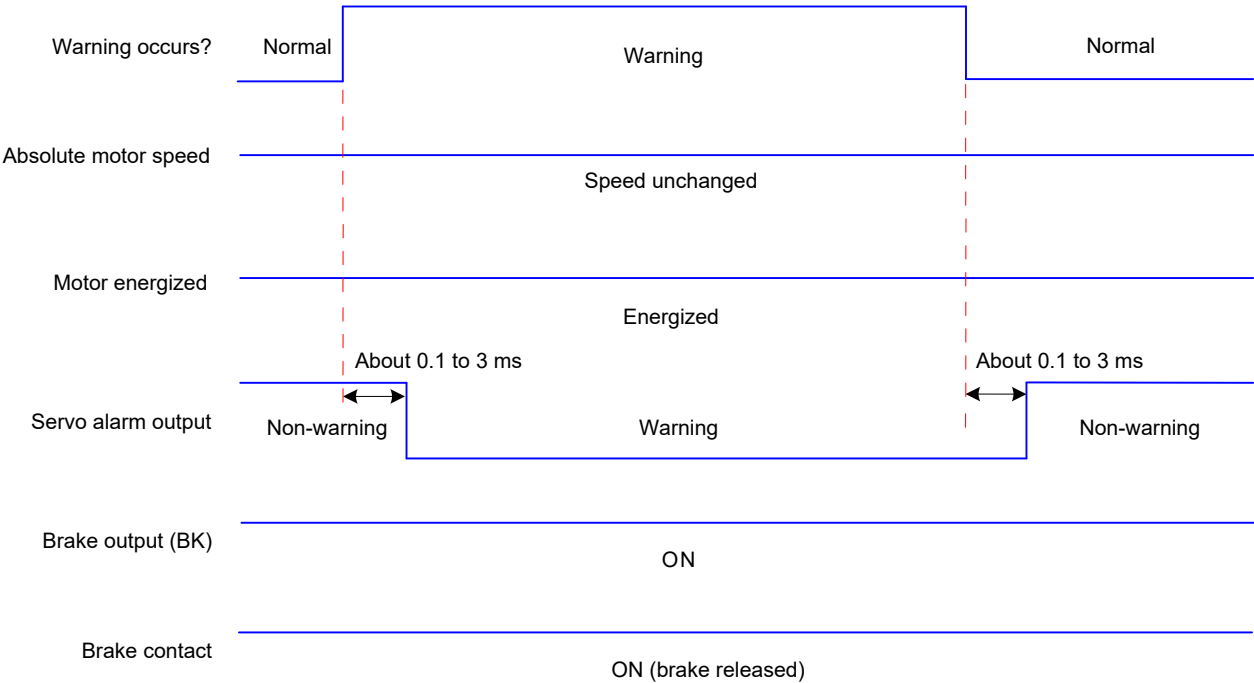 Warning occurs?
Normal
Warning
Normal
Absolute motor speed
Speed unchanged
Motor energized
Energized
About 0.1 to 3 ms
About 0.1 to 3 ms
Servo alarm output
Non-warning
Warning
Non-warning
Brake output (BK)
ON
Brake contact
ON (brake released)